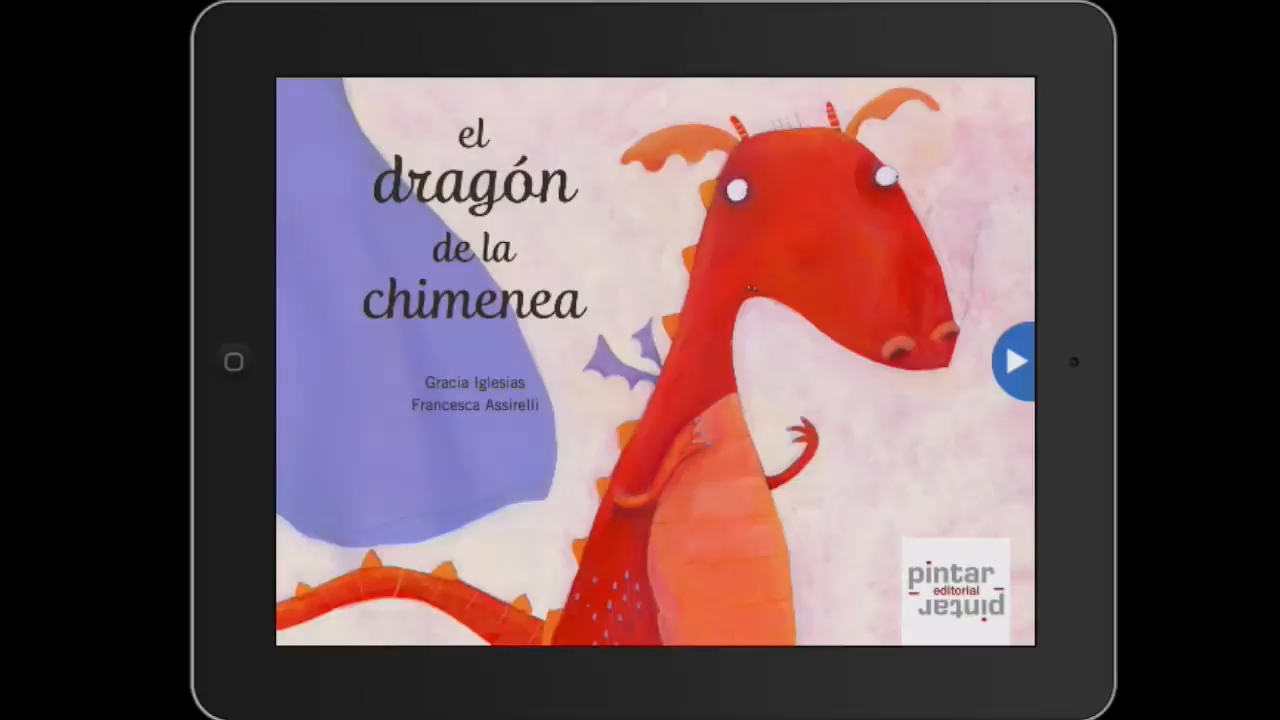 el
dragón
de la
chimenea
Gracia Iglesias
Francesca Assirelli
pintar
editorial
pintar